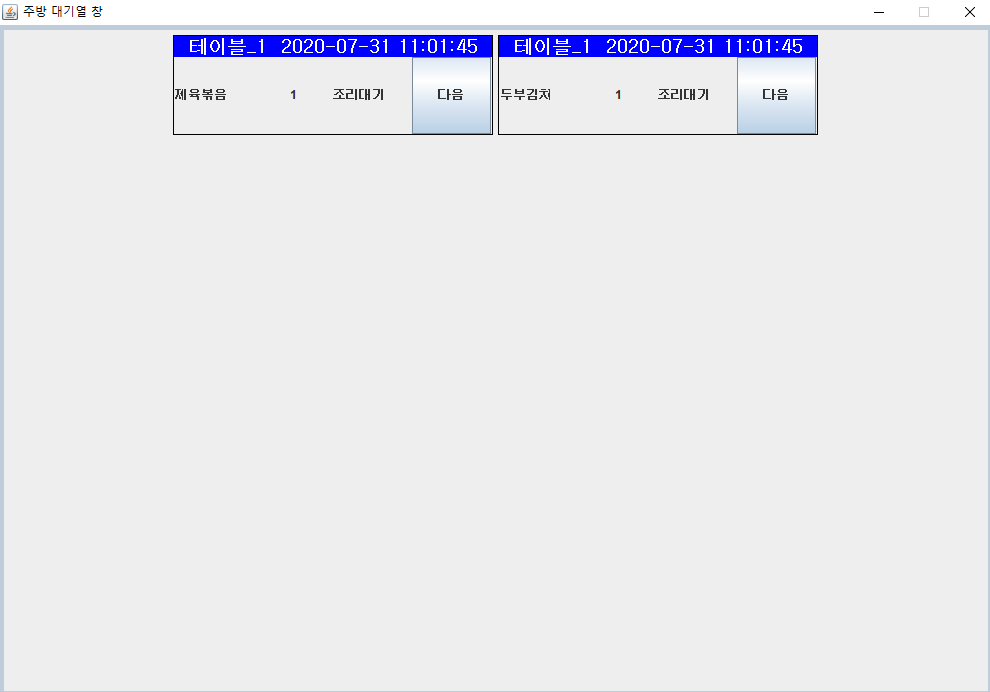 주방 대기열 창
테이블_1 2020-07-31 11:01:45
제육볶음 1 조리대기 다음
테이블_1 2020-07-31 11:01:45
두부김치 1 조리대기 다음